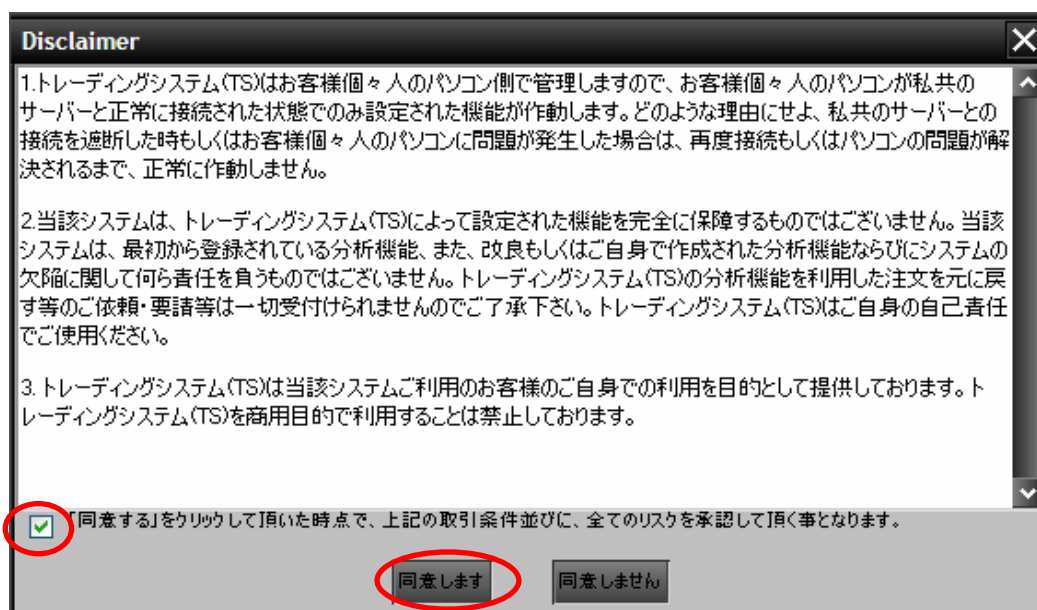 Disclaimer
1.トレーディングシステム(TS)はお客様個々人のパソコン側で管理しますので、お客様個々人のパソコンが私共の
サーバーと正常に接続された状態でのみ設定された機能が作動します。どのような理由にせよ、私共のサーバーとの
接続を遮断した時もしくはお客様個々人のパソコンに問題が発生した場合は、再度接続もしくはパソコンの問題が解
決されるまで、正常に作動しません。
2.当該システムは、トレーディングシステム(TS)によって設定された機能を完全に保障するものではございません。当該
システムは、最初から登録されている分析機能、また、改良もしくはご自身で作成された分析機能ならびにシステムの
欠陥に関して何ら責任を負うものではございません。トレーディングシステム(TS)の分析機能を利用した注文を元に戻
す等のご依頼・要請等は一切受付けられませんのでご了承下さい。トレーディングシステム(TS)はご自身の自己責任
でご使用ください。
3.トレーディングシステム(TS)は当該システムご利用のお客様のご自身での利用を目的として提供しております。ト
レーディングシステム(TS)を商用目的で利用することは禁止しております。
「同意する」をクリックして頂いた時点で、上記の取引条件並びに、全てのリスクを承認して頂く事となります。
同意します
同意しません